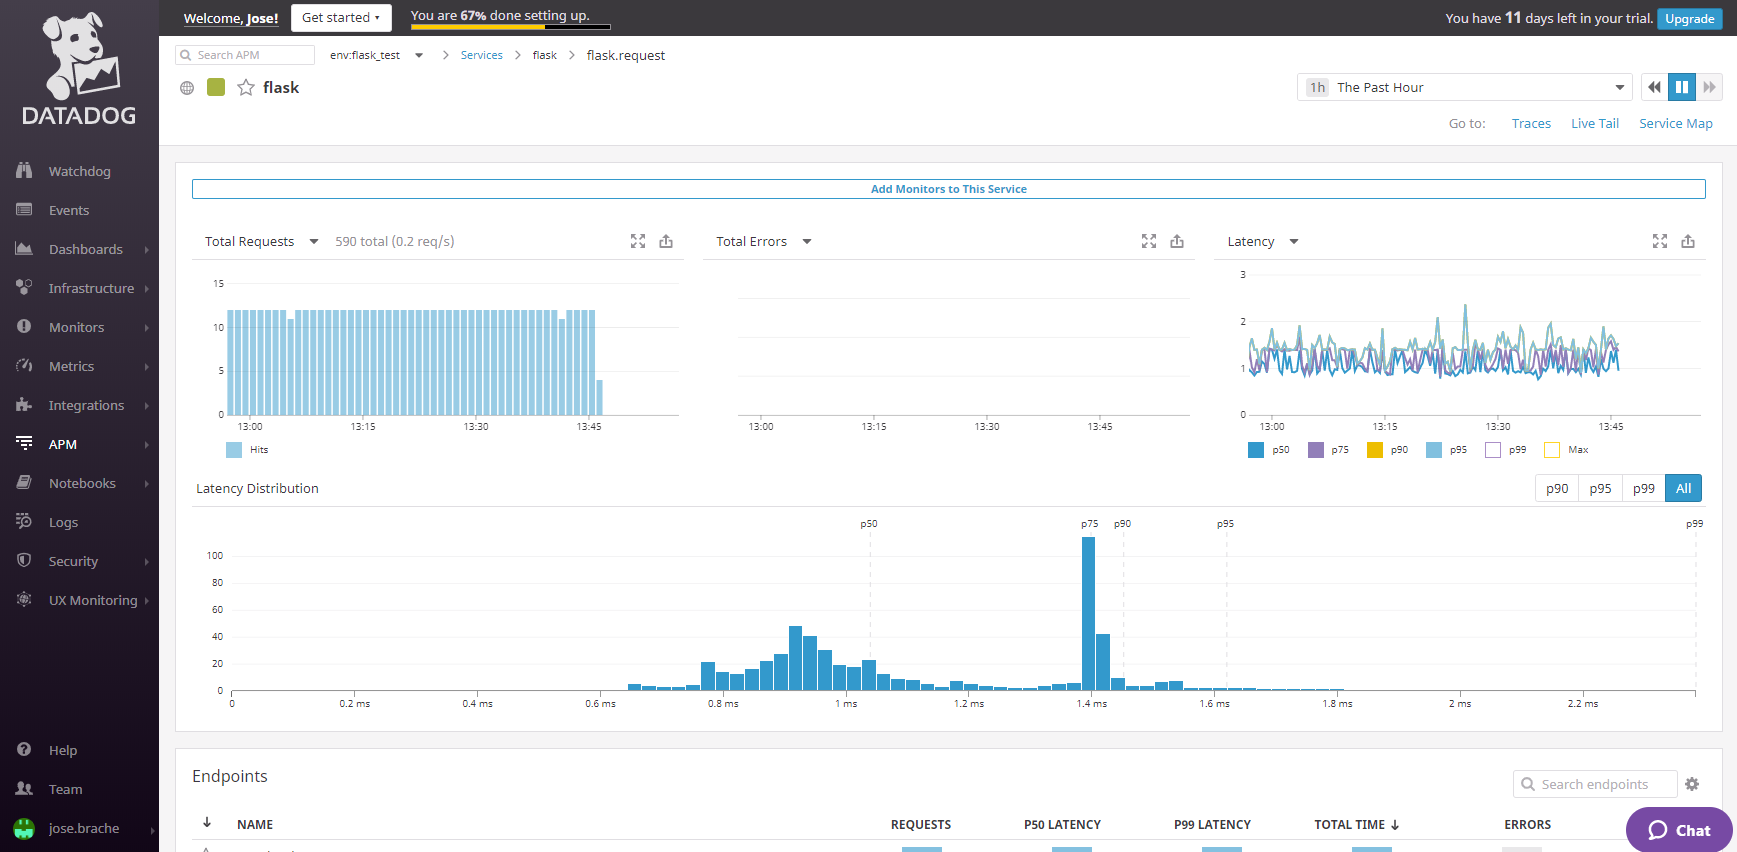 Welcome, Jose!
Get started
You are 67% done setting up.
You have 11 days left in your trial.
Upgrade
DATADOG
Watchdog
Events
Dashboards
Infrastructure
Monitors
Metrics
Integrations
APM
Notebooks
Logs
Security
UX Monitoring
Help
Team
jose.brache
Search APM
env:flask_test
Services
flask
flask.request
flask
1h The Past Hour
Go to: Traces Live Tail Service Map
Add Monitors to This Service
Total Requests 590 total (0.2 req/s)
15
10
5
0
13:00 13:15 13:30 13:45
Hits
Total Errors
13:00 13:15 13:30 13:45
Latency
3
2
1
0
13:00 13:15 13:30 13:45
p50 p75 p90 p95 p99 Max
Latency Distribution
p90 p95 p99 All
p50 p75 p90 p95 p99
100
80
60
40
20
0
0 0.2 ms 0.4 ms 0.6 ms 0.8 ms 1 ms 1.2 ms 1.4 ms 1.6 ms 1.8 ms 2 ms 2.2 ms
Endpoints
Search endpoints
NAME REQUESTS P50 LATENCY P99 LATENCY TOTAL TIME ERRORS
Chat